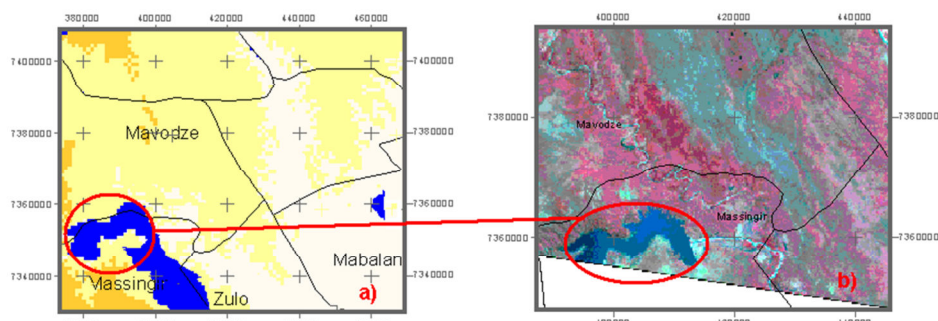 380000 400000 420000 440000 460000
7400000 7400000
Mavodze
7380000 7380000
7360000 7360000
7340000 7340000
Massingir
Zulo
Mabalan
a)
400000 420000 440000
7380000 7380000
Mavodze
Massingir
7360000 7360000
b)